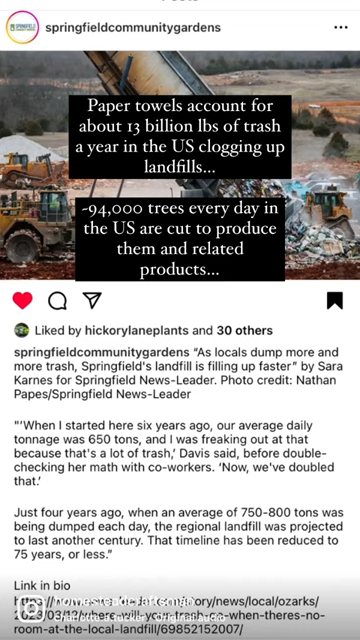 springfieldcommunitygardens
Paper towels account for
about 13 billion lbs of trash
a year in the US clogging up
landfills...
~94,000 trees every day in
the US are cut to produce
them and related
products...
Liked by hickorylaneplants and 30 others
springfieldcommunitygardens “As locals dump more and
more trash, Springfield's landfill is filling up faster” by Sara
Karnes for Springfield News-Leader. Photo credit: Nathan
Papes/Springfield News-Leader
"'When I started here six years ago, our average daily
tonnage was 650 tons, and I was freaking out at that
because that's a lot of trash,’ Davis said, before double-
checking her math with co-workers. ‘Now, we've doubled
that.’
Just four years ago, when an average of 750-800 tons
was being dumped each day, the regional landfill was projected
to last another century. That timeline has been reduced to
75 years, or less.”
Link in bio
room-at-the-local-landfill/69852152007/